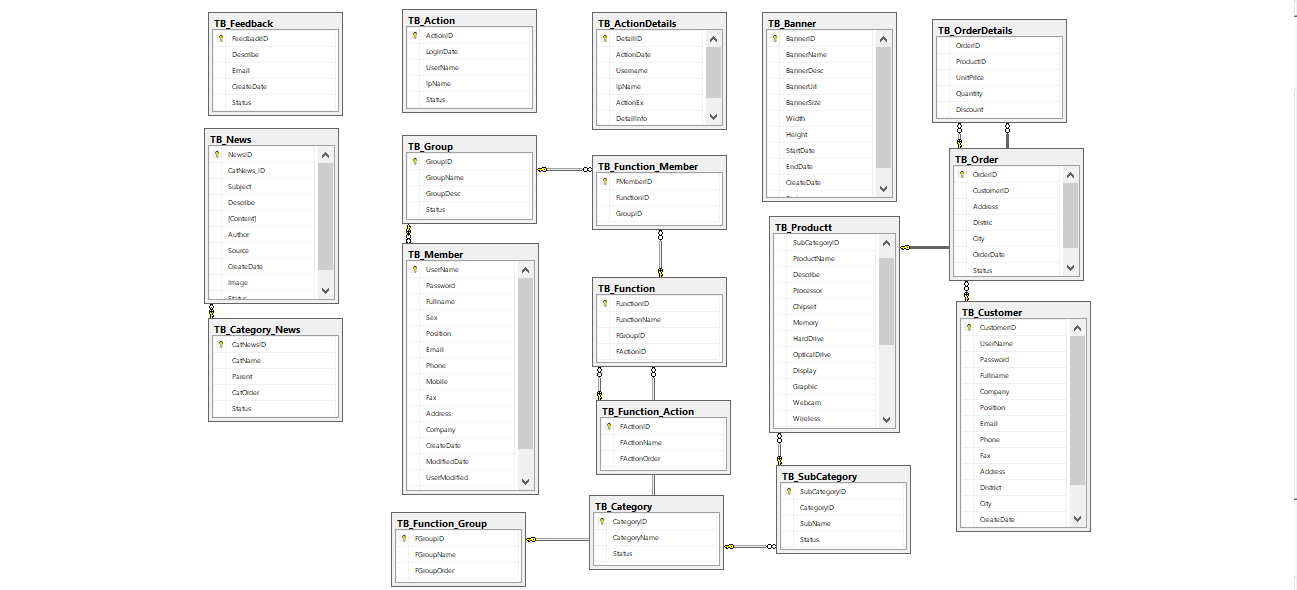 TB_Feedback
FeedbackID
Describe
Email
CreateDate
Status
TB_Action
ActionID
LoginDate
UserName
IpName
Status
TB_ActionDetails
DetailID
ActionDate
Username
IpName
ActionEx
DetailInfo
TB_Banner
BannerID
BannerName
BannerDesc
BannerUrl
BannerSize
Width
Height
StartDate
EndDate
CreateDate
TB_OrderDetails
OrderID
ProductID
UnitPrice
Quantity
Discount
TB_News
NewsID
CatNews_ID
Subject
Describe
[Content]
Author
Source
CreateDate
Image
Status
TB_Group
GroupID
GroupName
GroupDesc
Status
TB_Function_Member
FMemberID
FunctionID
GroupID
TB_Order
OrderID
CustomerID
Address
Distric
City
OrderDate
Status
TB_Productt
SubCategoryID
ProductName
Describe
Processor
Chipset
Memory
HardDrive
OpticalDrive
Display
Graphic
Webcam
Wireless
TB_Member
UserName
Password
Fullname
Sex
Position
Email
Phone
Mobile
Fax
Address
Company
CreateDate
ModifiedDate
UserModified
TB_Function
FunctionID
FunctionName
FGroupID
FActionID
TB_Customer
CustomerID
UserName
Password
Fullname
Company
Position
Email
Phone
Fax
Address
District
City
CreateDate
TB_Category_News
CatNewsID
CatName
Parent
CatOrder
Status
TB_Function_Action
FActionID
FActionName
FActionOrder
TB_SubCategory
SubCategoryID
CategoryID
SubName
Status
TB_Category
CategoryID
CategoryName
Status
TB_Function_Group
FGroupID
FGroupName
FGroupOrder